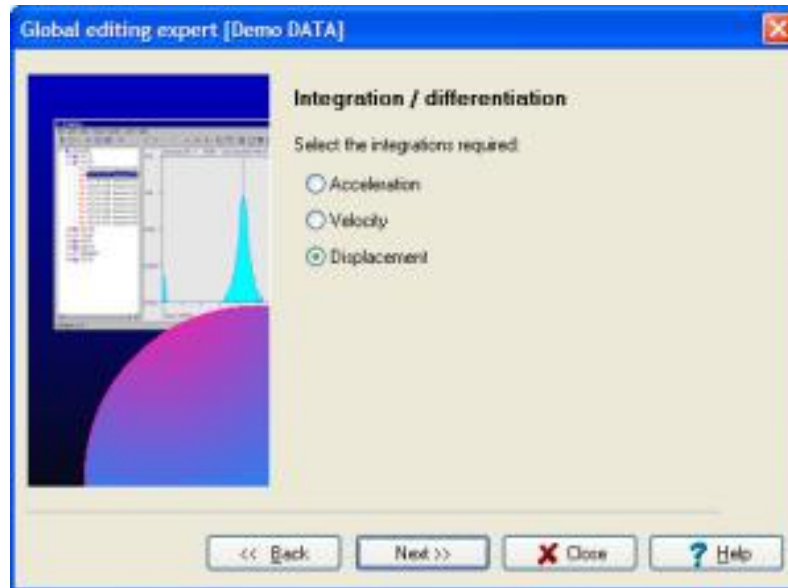 Global editing expert [Demo DATA]
Integration / differentiation
Select the integrations required:
Acceleration
Velocity
Displacement
<< Back
Next >>
Close
Help